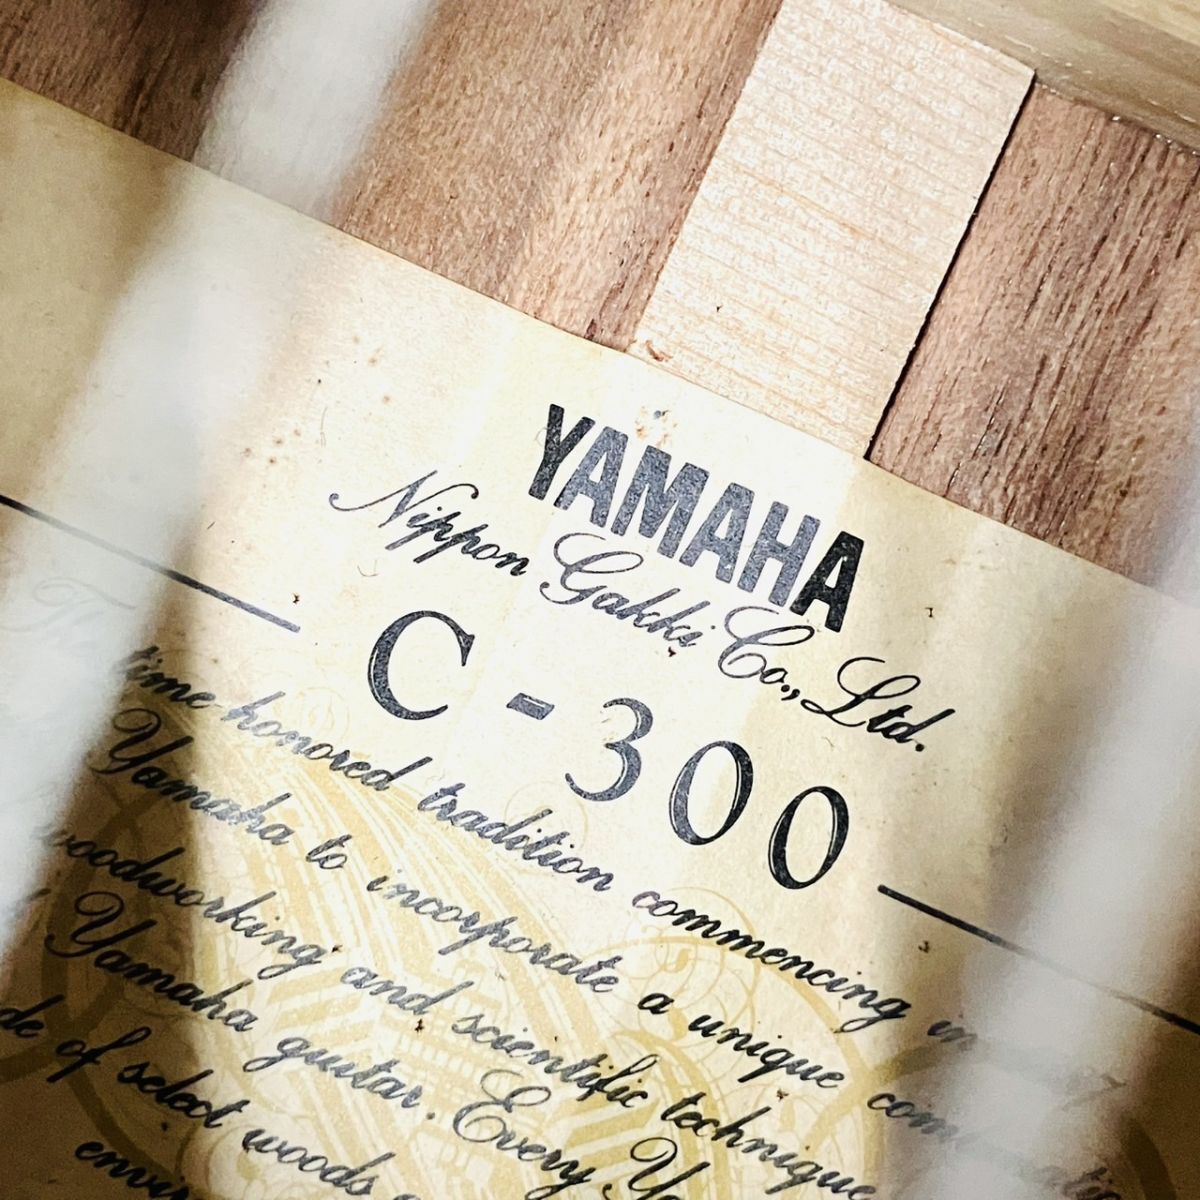 YAMAHA
Nippon Gakki Co., Ltd.
C-300
time-honored tradition commencing in
Yamaha to incorporate a unique
woodworking and scientific technique
Yamaha guitar. Every
of select woods